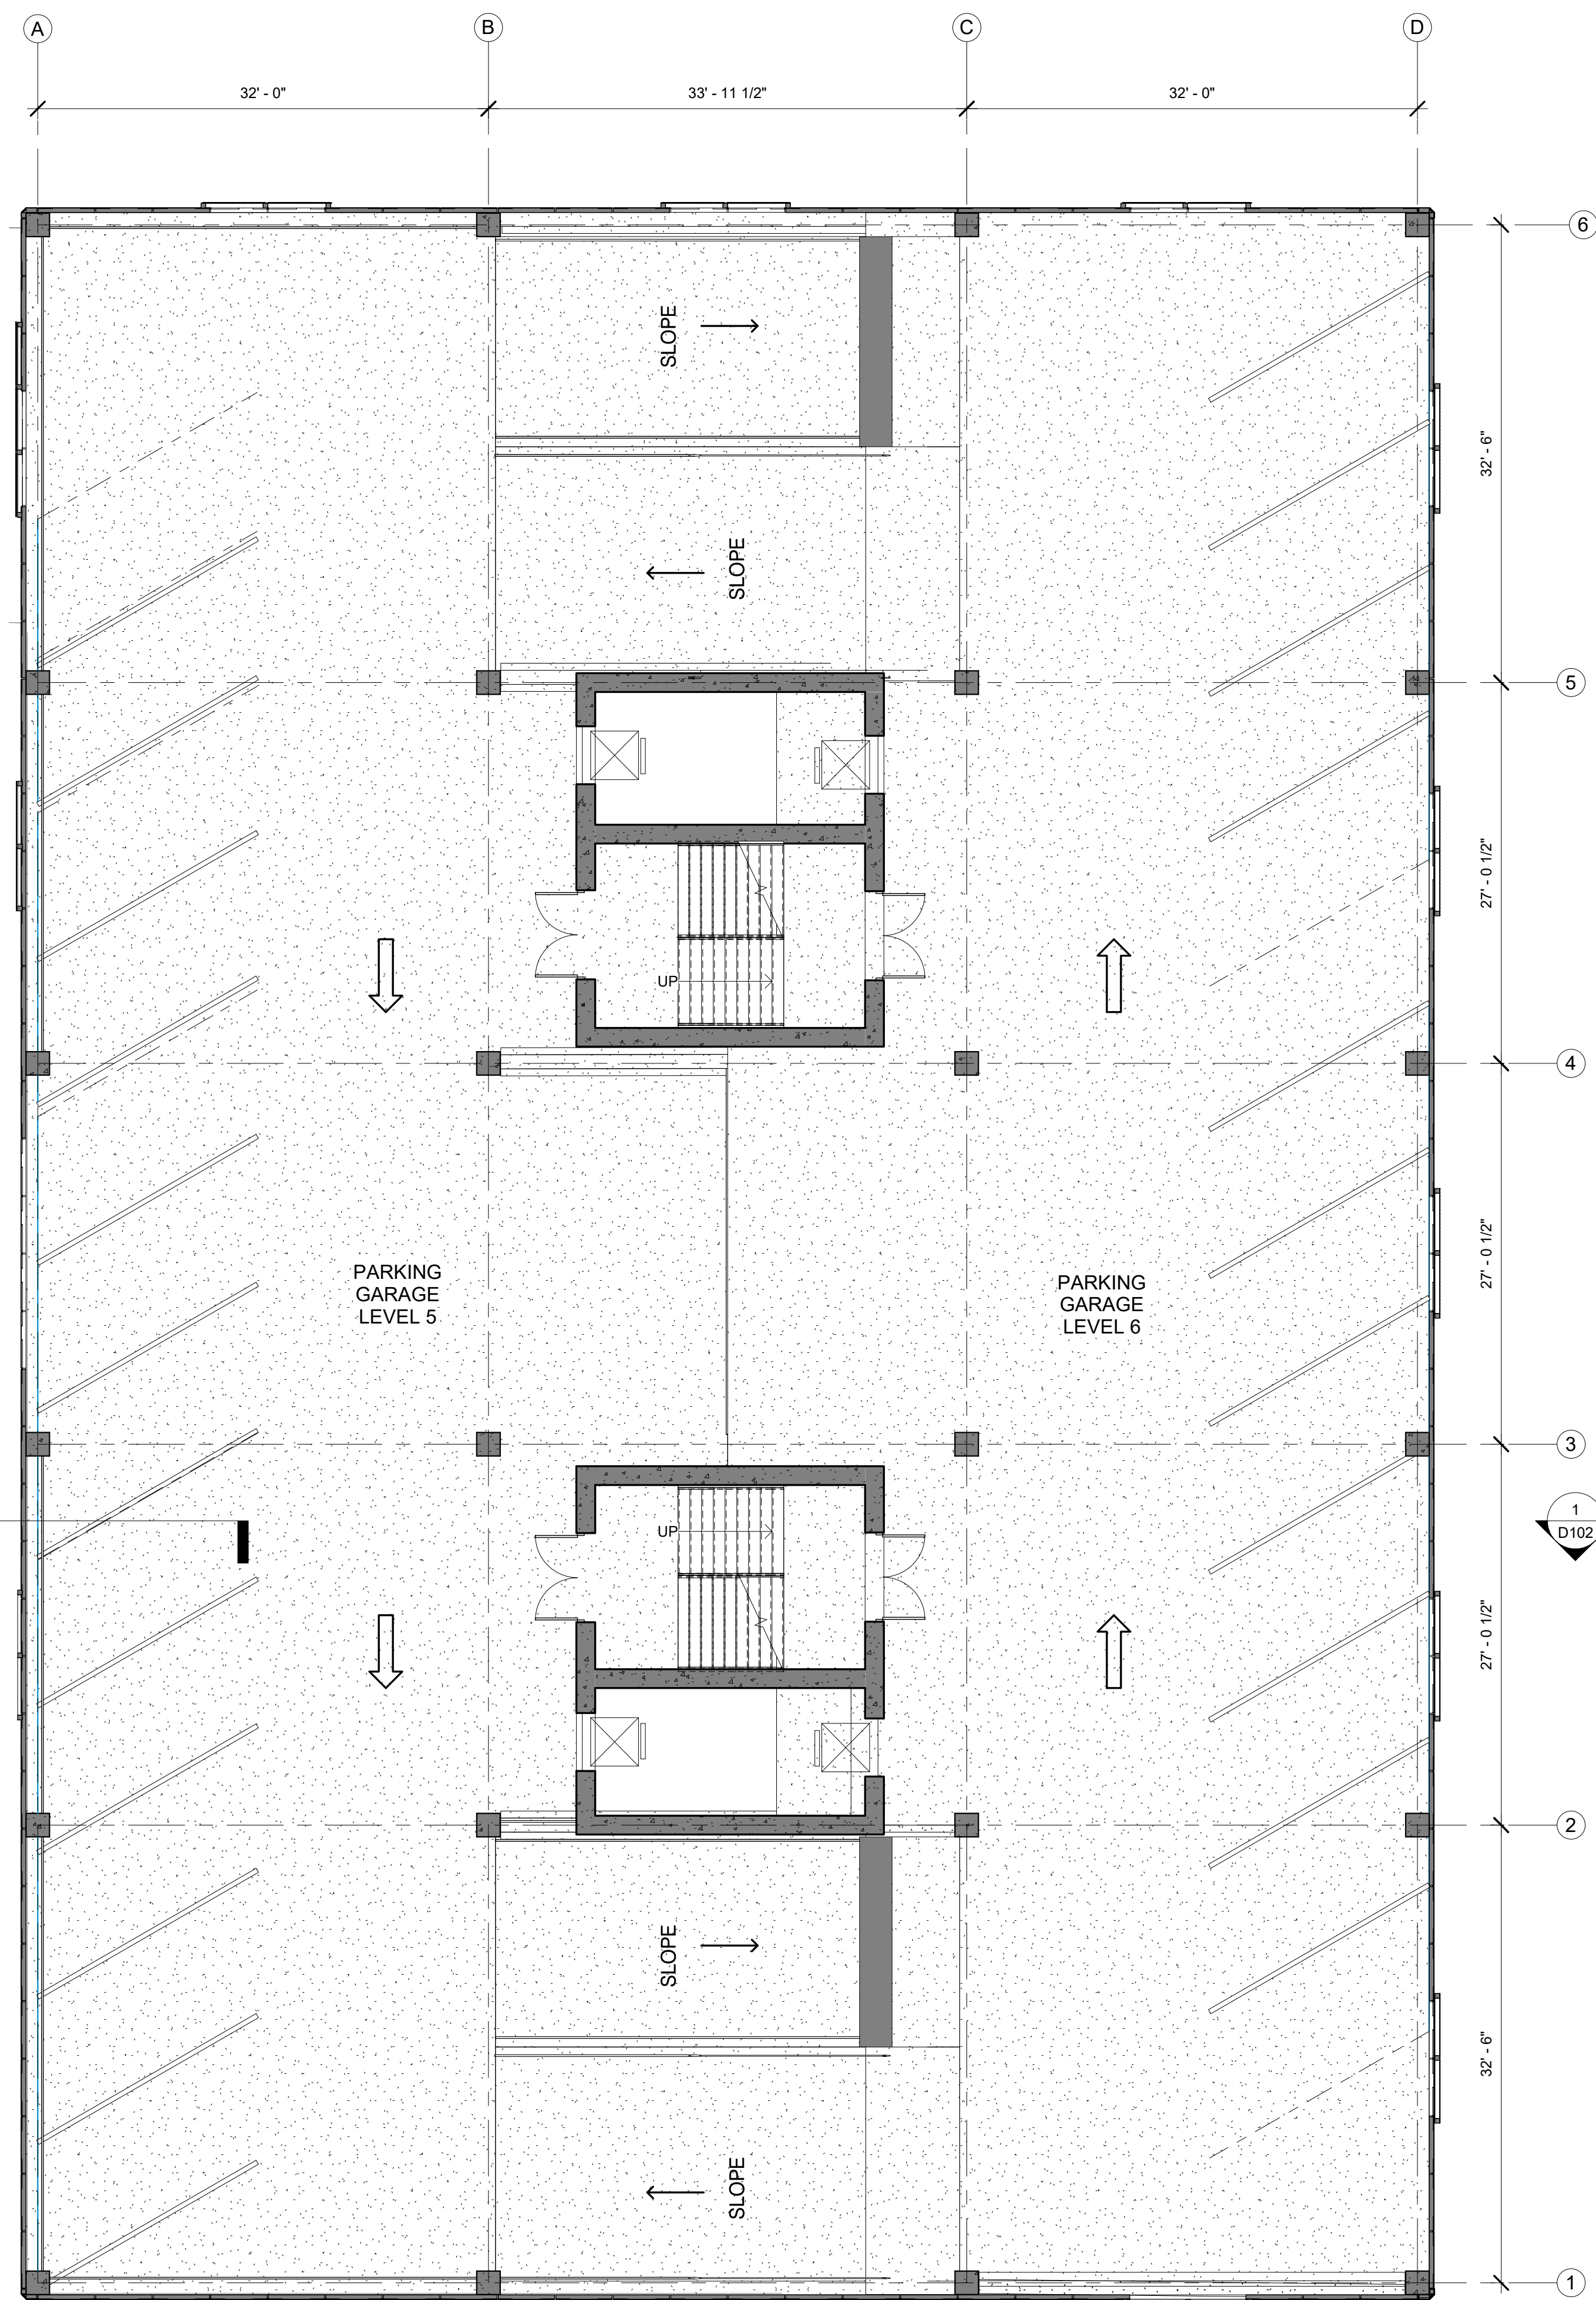 A
B
C
D
32' - 0"
33' - 11 1/2"
32' - 0"
6
SLOPE
32' - 6"
SLOPE
5
27' - 0 1/2"
UP
4
27' - 0 1/2"
PARKING
GARAGE
LEVEL 5
PARKING
GARAGE
LEVEL 6
3
1
D102
UP
27' - 0 1/2"
2
SLOPE
32' - 6"
SLOPE
1